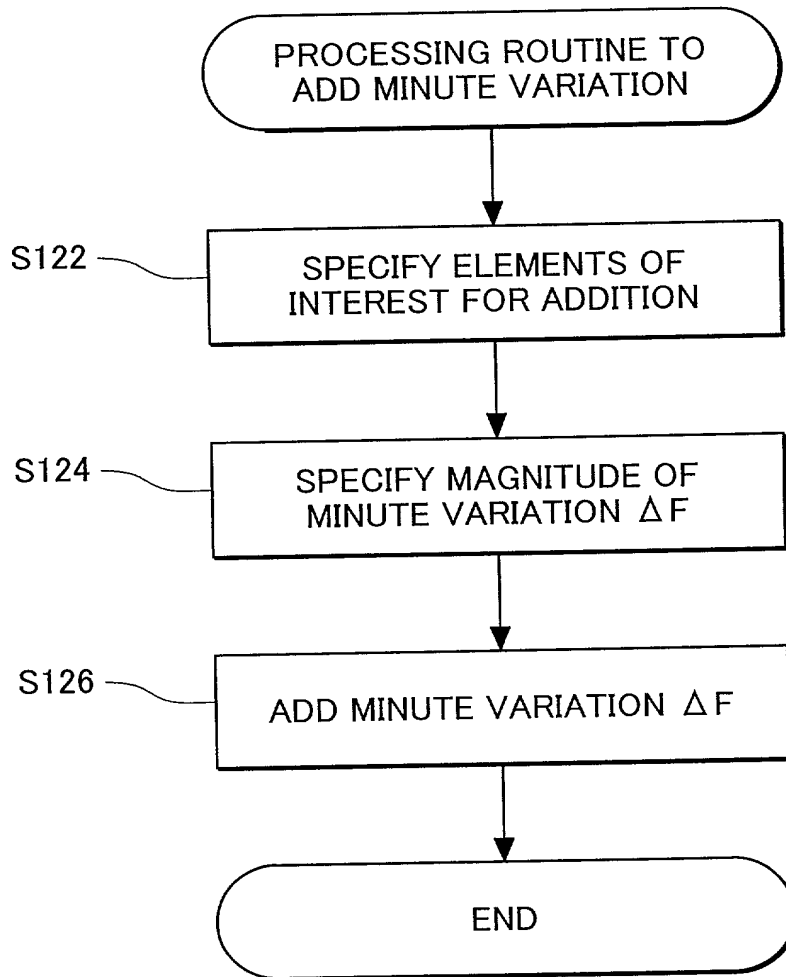 PROCESSING ROUTINE TO
ADD MINUTE VARIATION
S122
SPECIFY ELEMENTS OF
INTEREST FOR ADDITION
S124
SPECIFY MAGNITUDE OF
MINUTE VARIATION ΔF
S126
ADD MINUTE VARIATION ΔF
END